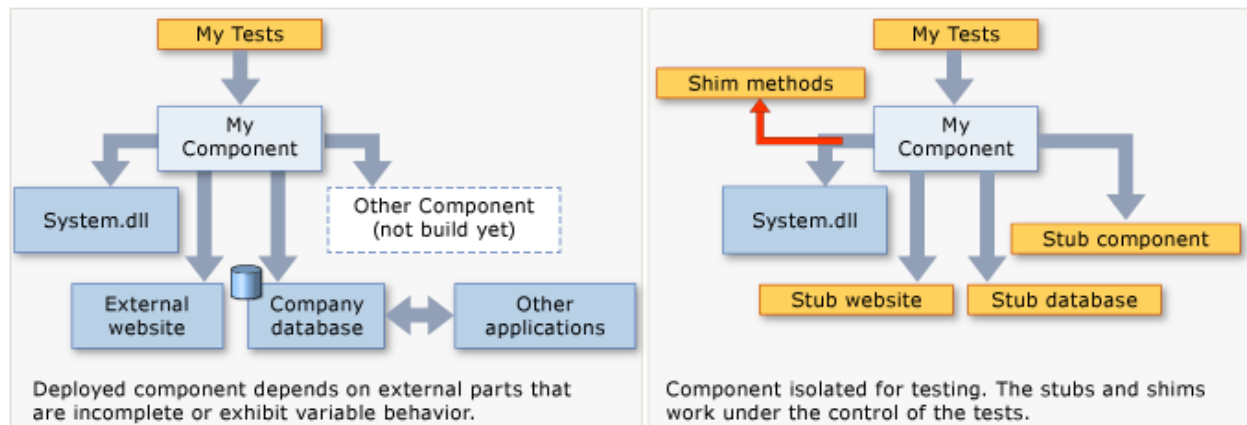 My Tests
My
Component
System.dll
Other Component
(not build yet)
External
website
Company
database
Other
applications
Deployed component depends on external parts that
are incomplete or exhibit variable behavior.
My Tests
Shim methods
My
Component
System.dll
Stub component
Stub website
Stub database
Component isolated for testing. The stubs and shims
work under the control of the tests.